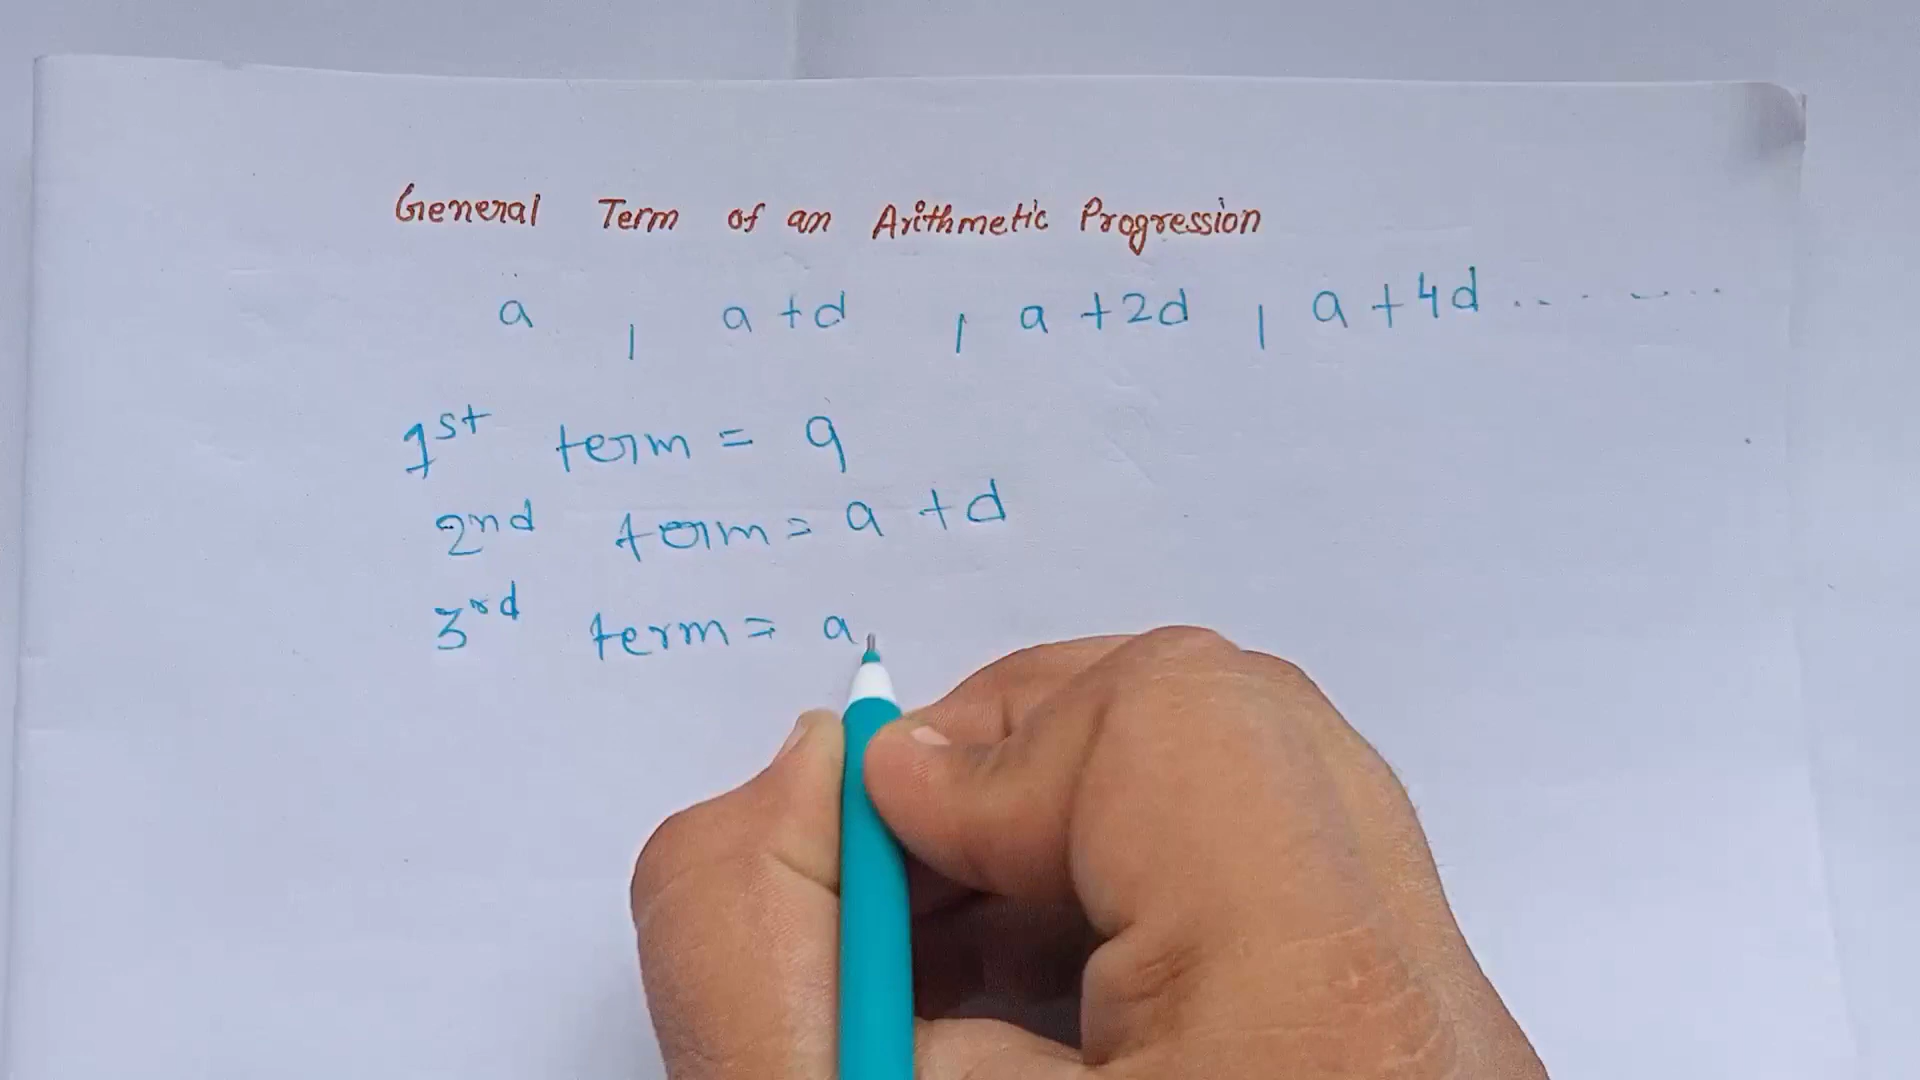 General Term of an Arithmetic Progression
a , a + d , a + 2d , a + 4d ........
1st term = a
2nd term = a + d
3rd term = a